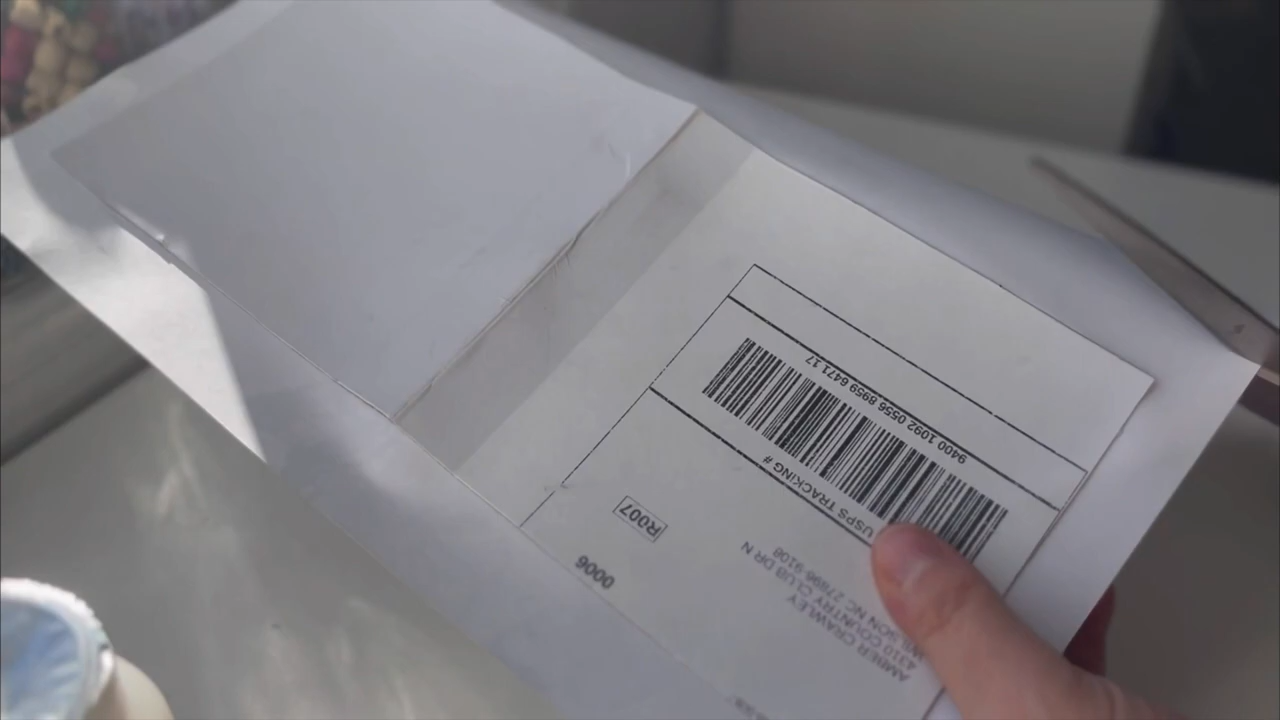 0006
R007
AMBER CRAWLEY
4310 COUNTRY CLUB DR N
WILSON NC 27896-9108
USPS TRACKING #
9400 1092 0556 8959 6471 17